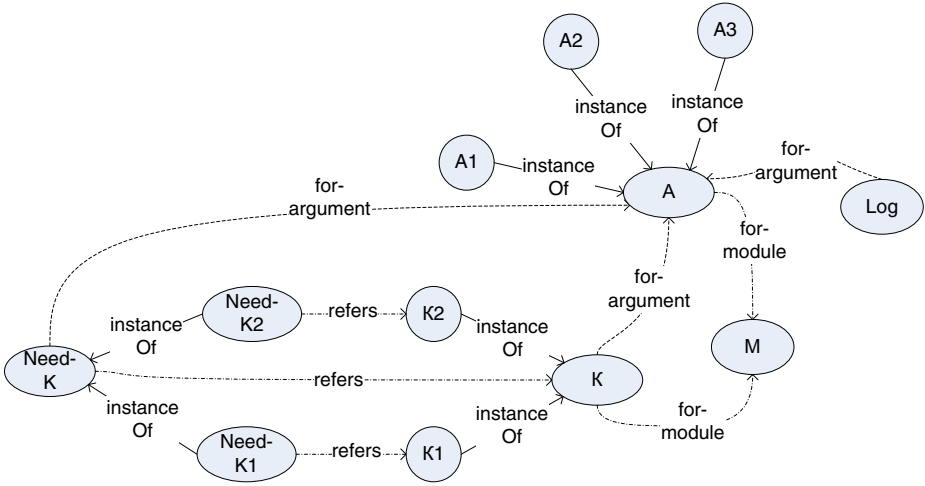 A2
A3
instance
Of
instance
Of
A1
instance
Of
for-
argument
A
Log
for-
argument
for-
module
for-
argument
Need-
K2
refers
K2
instance
Of
instance
Of
M
Need-
K
refers
K
instance
Of
instance
Of
for-
module
Need-
K1
refers
K1